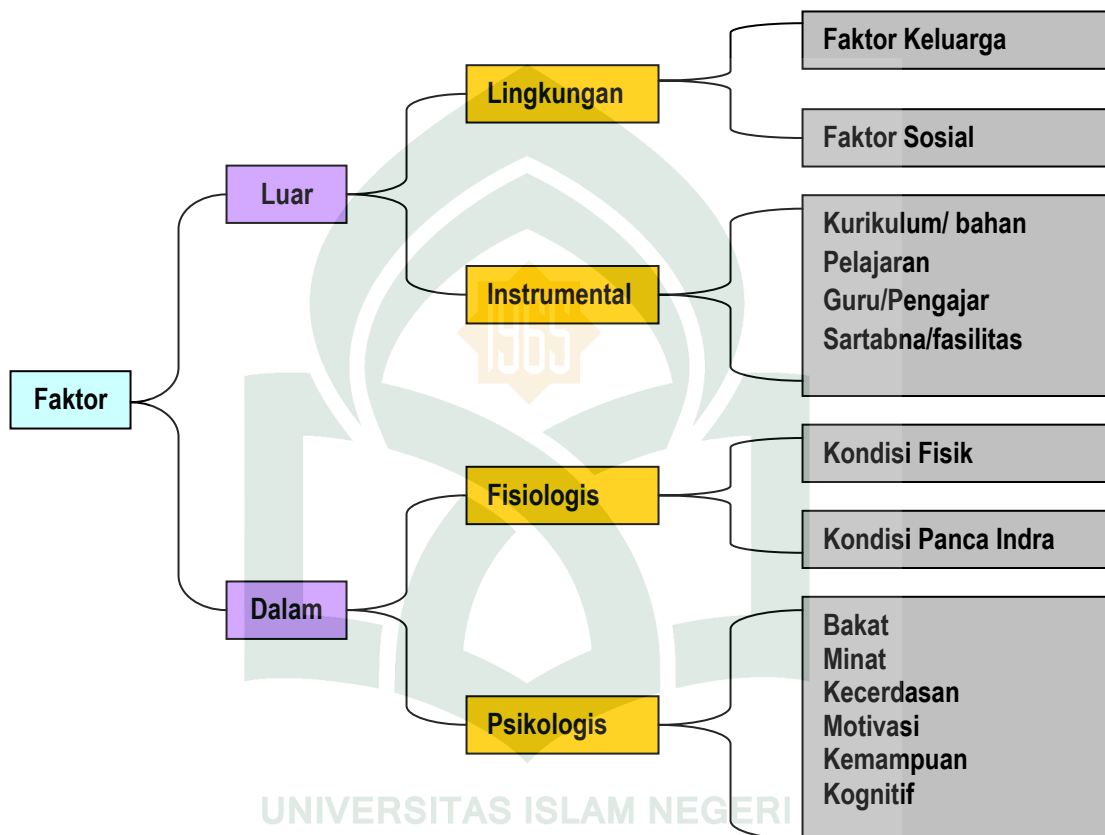 Faktor Keluarga
Lingkungan
Faktor Sosial
Luar
Kurikulum/ bahan
Pelajaran
Guru/Pengajar
Sartabna/fasilitas
Instrumental
1965
Faktor
Kondisi Fisik
Fisiologis
Kondisi Panca Indra
Dalam
Bakat
Minat
Kecerdasan
Motivasi
Kemampuan
Kognitif
Psikologis
UNIVERSITAS ISLAM NEGERI